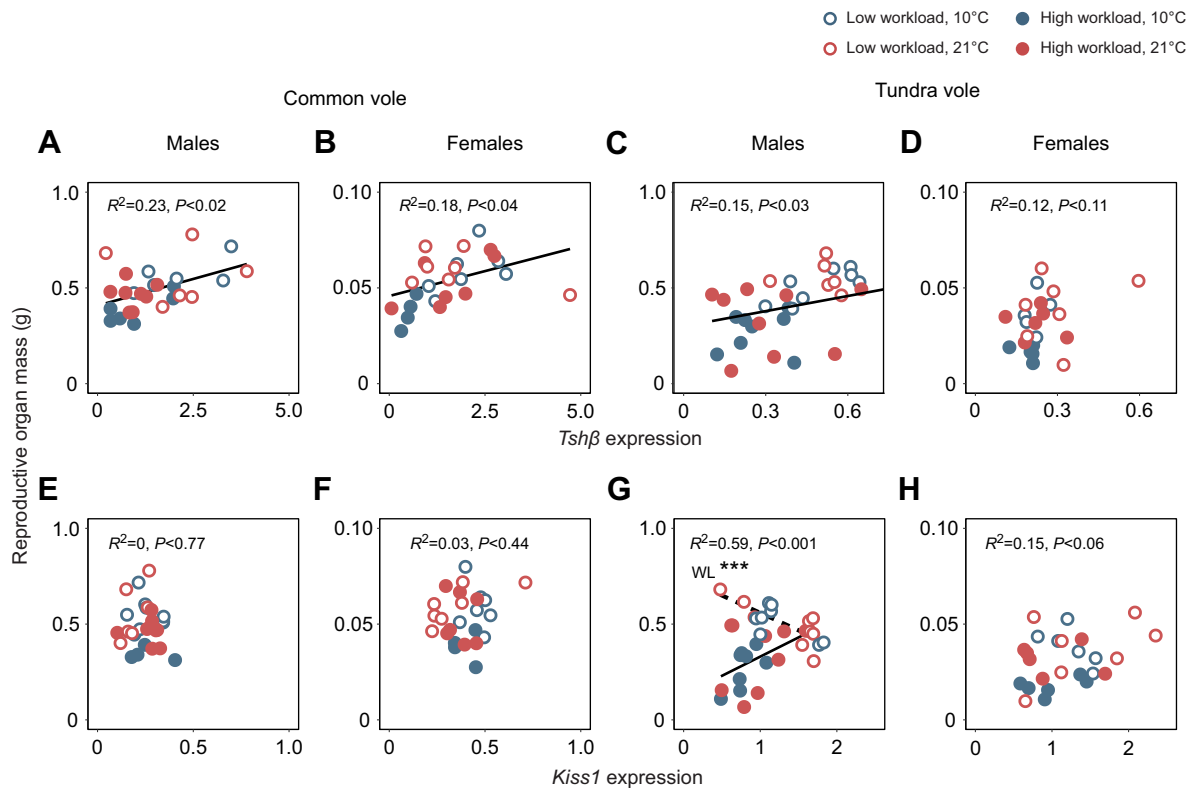 Low workload, 10°C High workload, 10°C
Low workload, 21°C High workload, 21°C
Common vole Tundra vole
A Males B Females C Males D Females
1.0 0.10 1.0 0.10
R²=0.23, P<0.02 R²=0.18, P<0.04 R²=0.15, P<0.03 R²=0.12, P<0.11
0.5 0.05 0.5 0.05
0 0 0 0
0 2.5 5.0 0 2.5 5.0 0 0.3 0.6 0 0.3 0.6
Tshβ expression
Reproductive organ mass (g)
E F G H
1.0 0.10 1.0 0.10
R²=0, P<0.77 R²=0.03, P<0.44 R²=0.59, P<0.001 R²=0.15, P<0.06
WL ***
0.5 0.05 0.5 0.05
0 0 0 0
0 0.5 1.0 0 0.5 1.0 0 1 2 0 1 2
Kiss1 expression